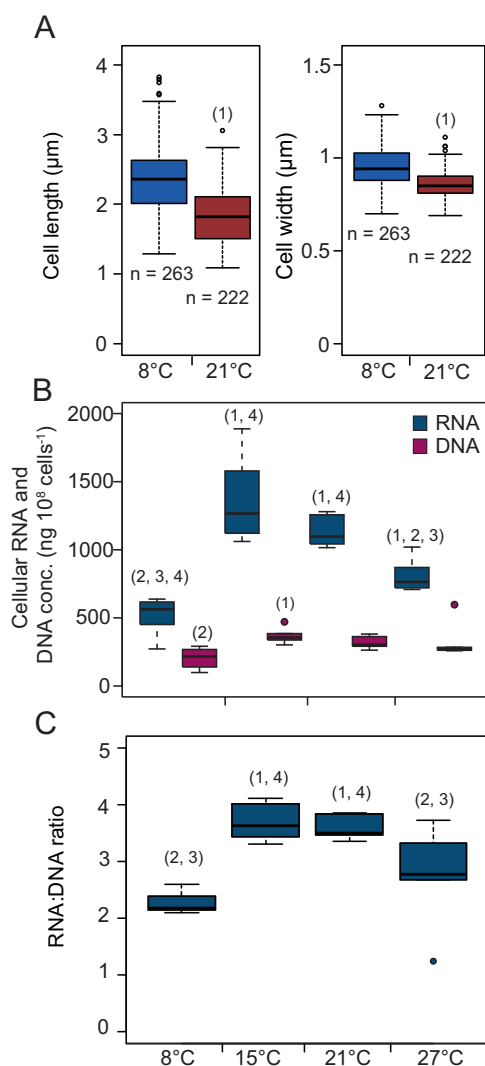 A
Cell length (μm)
4
3
2
1
0
(1)
n = 263
n = 222
8°C
21°C
Cell width (μm)
1.5
1
0.5
0
(1)
n = 263
n = 222
8°C
21°C
B
Cellular RNA and
DNA conc. (ng 10⁸ cells⁻¹)
2000
1500
1000
500
0
(2, 3, 4)
(2)
(1, 4)
(1)
(1, 4)
(1, 2, 3)
RNA
DNA
C
RNA:DNA ratio
5
4
3
2
1
0
(2, 3)
(1, 4)
(1, 4)
(2, 3)
8°C
15°C
21°C
27°C